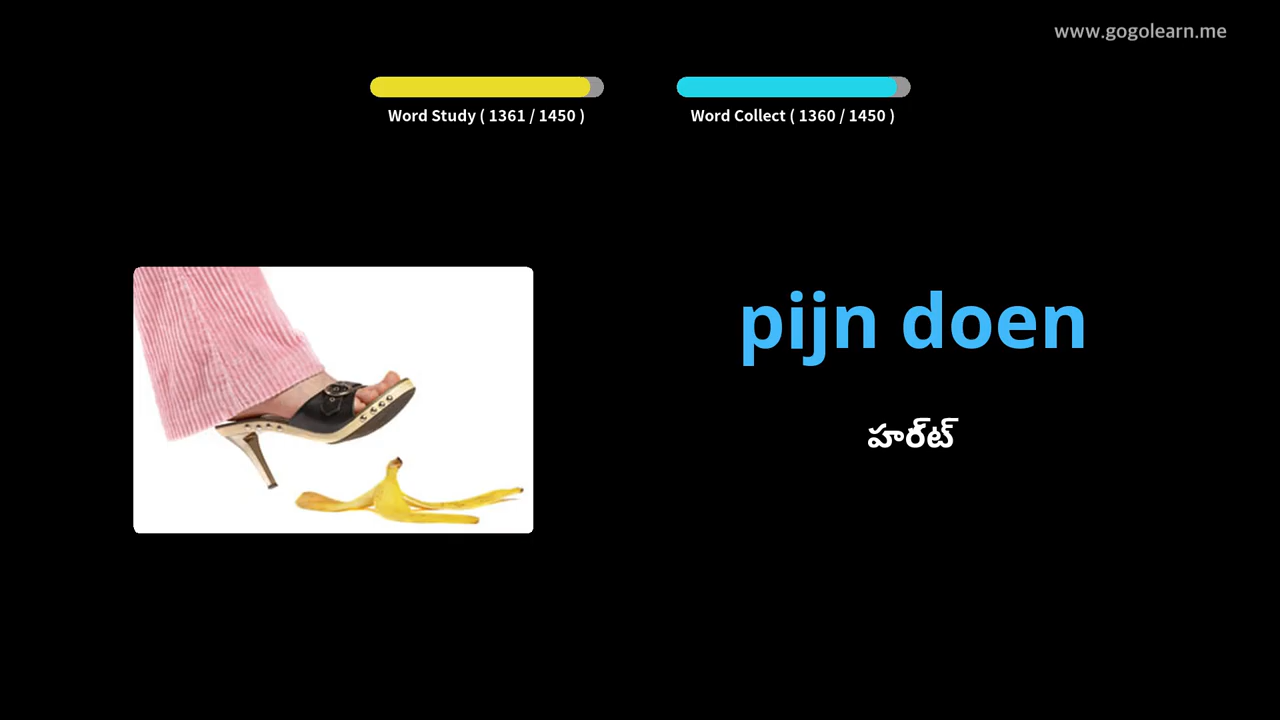 www.gogolearn.me
Word Study ( 1361 / 1450 )
Word Collect ( 1360 / 1450 )
pijn doen
హర్ట్